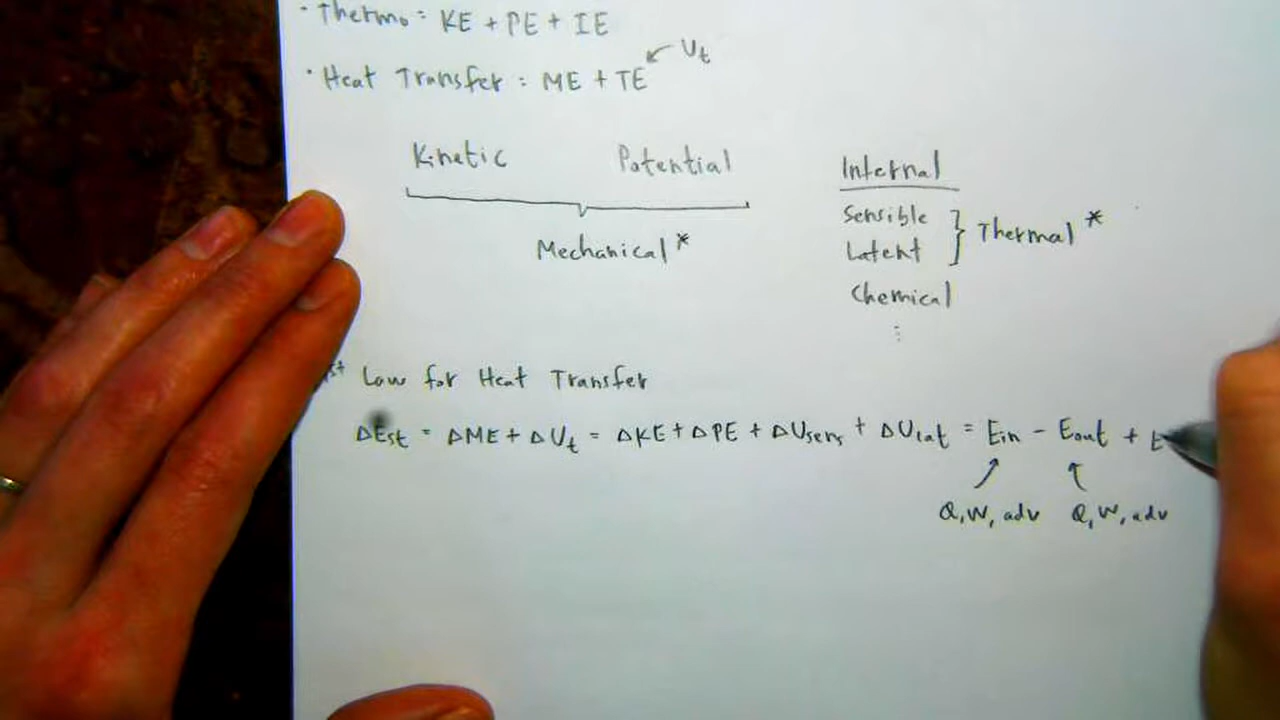 · Thermo: KE + PE + IE
Ut
· Heat Transfer: ME + TE
Kinetic Potential Internal
Mechanical*
Sensible
Latent
Thermal*
Chemical
⋮
Law for Heat Transfer
ΔEst = ΔME + ΔUt = ΔKE + ΔPE + ΔUsens + ΔUlat = Ein - Eout + E
Q, W, adv Q, W, adv